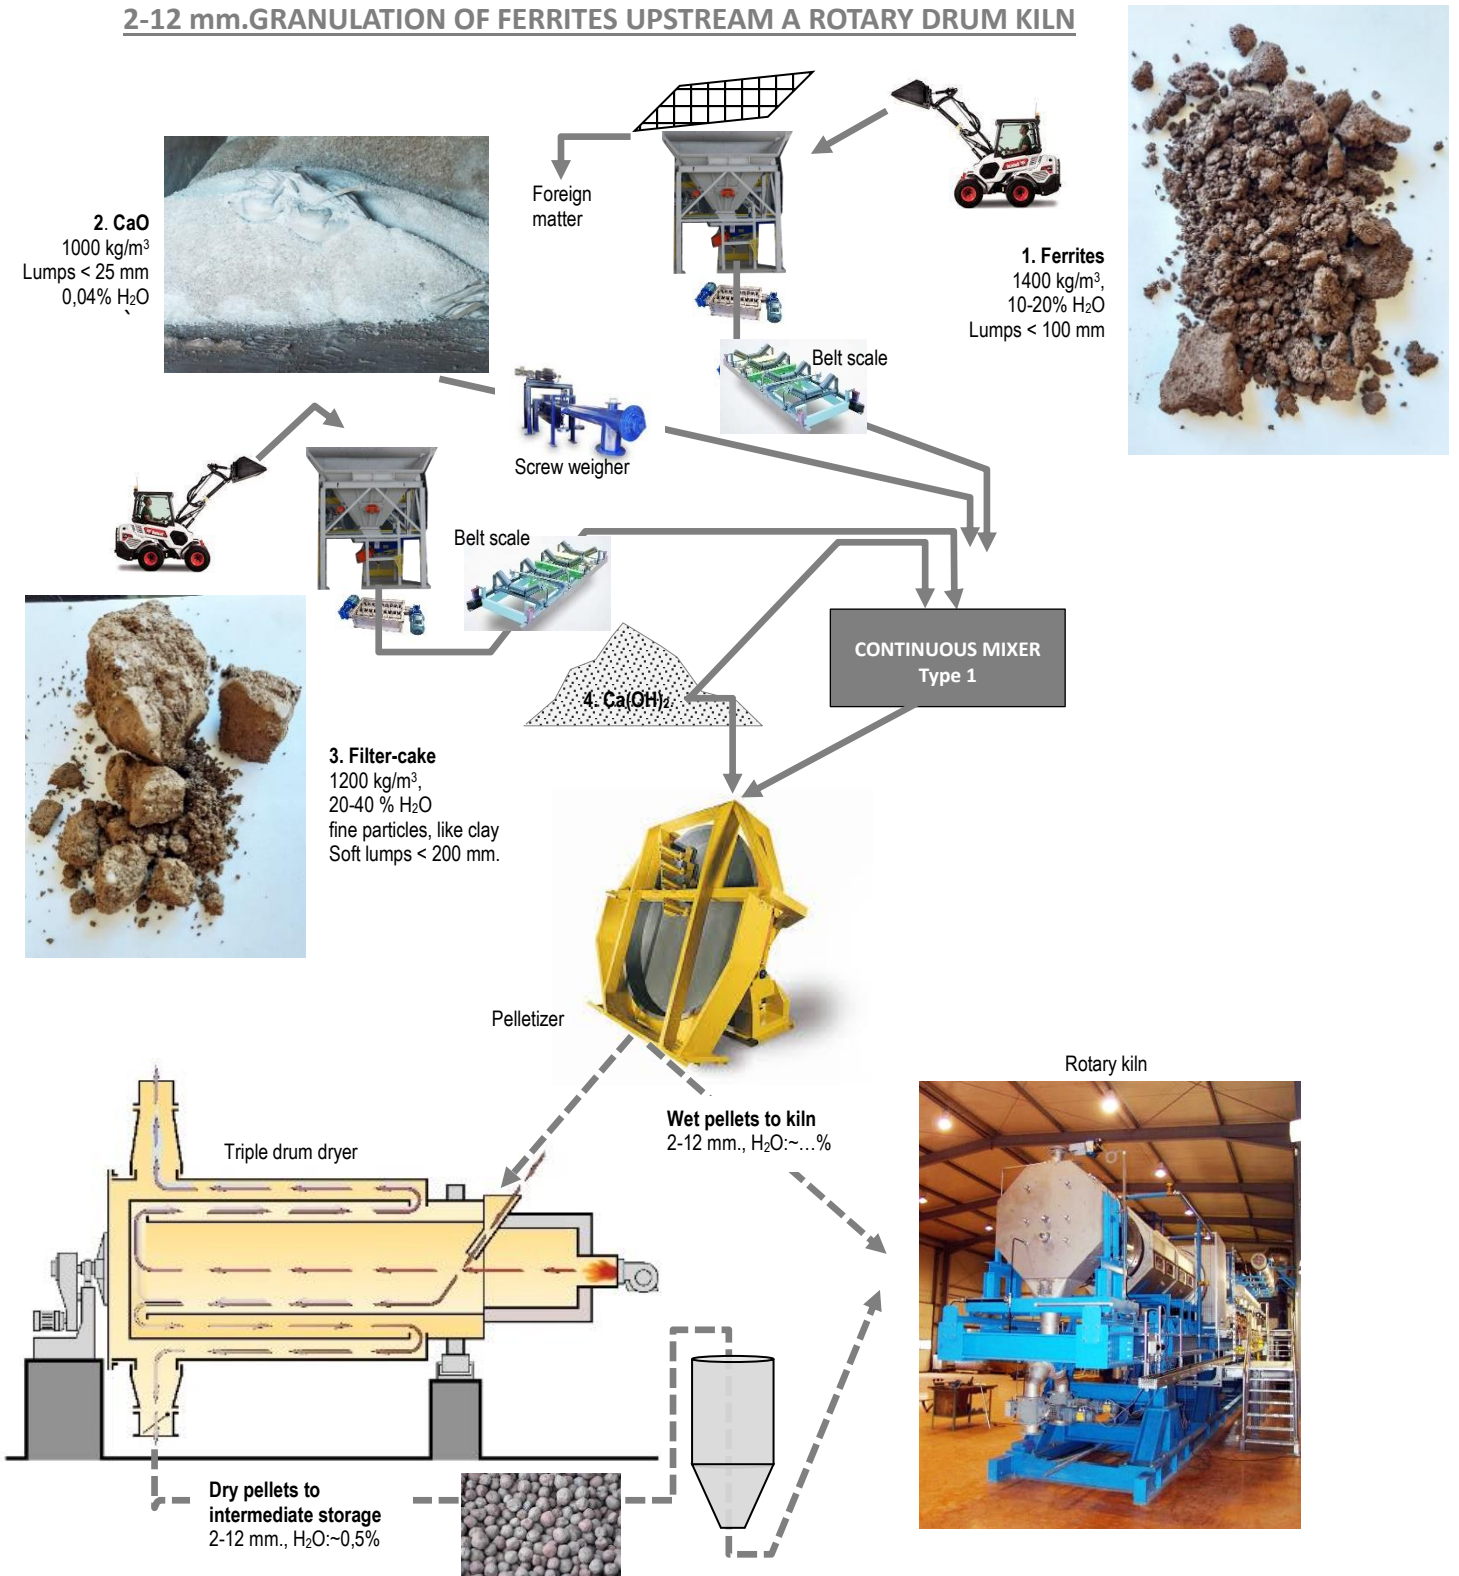 2-12 mm.GRANULATION OF FERRITES UPSTREAM A ROTARY DRUM KILN
Foreign
matter
2. CaO
1000 kg/m³
Lumps < 25 mm
0,04% H₂O
`
1. Ferrites
1400 kg/m³,
10-20% H₂O
Lumps < 100 mm
Belt scale
Screw weigher
Belt scale
CONTINUOUS MIXER
Type 1
4. Ca(OH)₂.
3. Filter-cake
1200 kg/m³,
20-40 % H₂O
fine particles, like clay
Soft lumps < 200 mm.
Pelletizer
Rotary kiln
Wet pellets to kiln
2-12 mm., H₂O:~…%
Triple drum dryer
Dry pellets to
intermediate storage
2-12 mm., H₂O:~0,5%